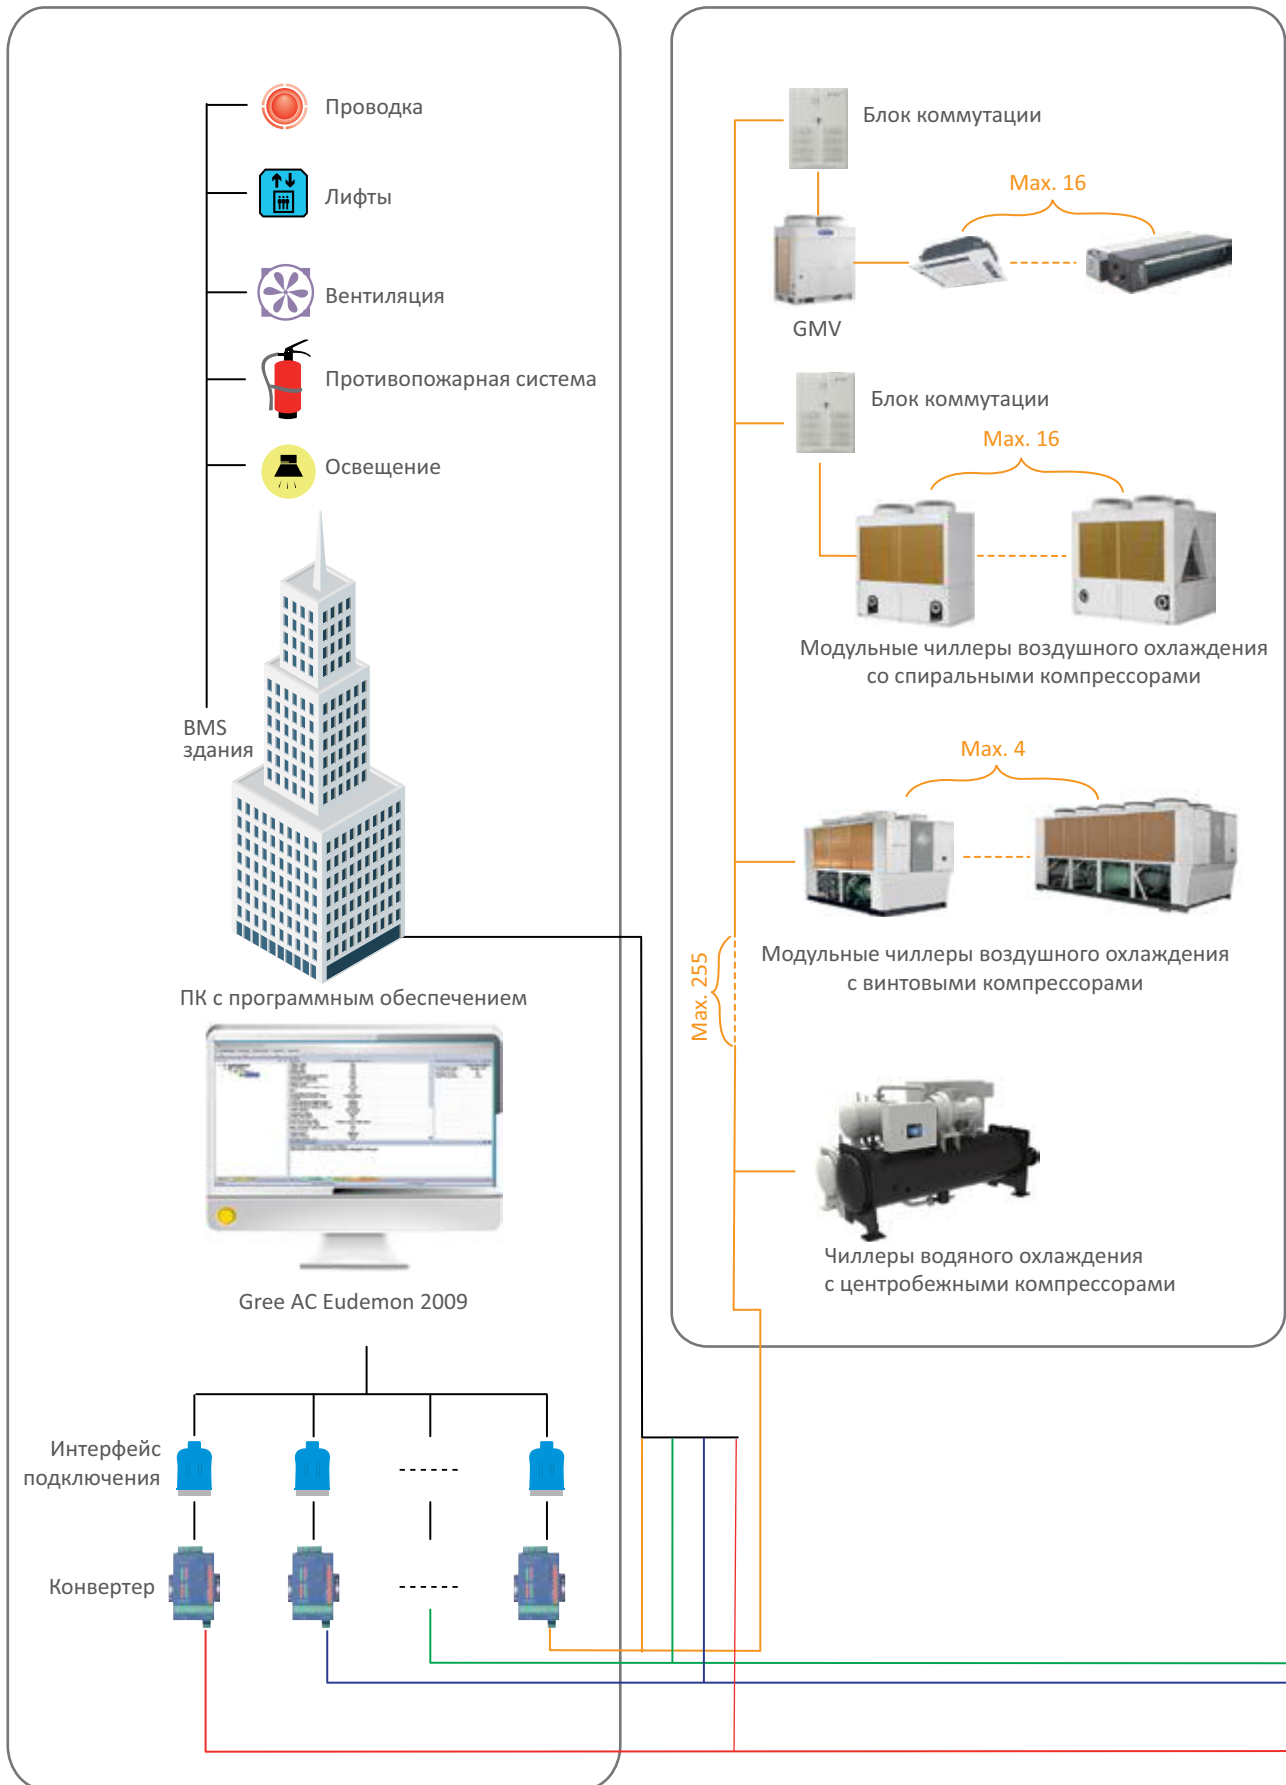 Проводка
Лифты
Вентиляция
Противопожарная система
Освещение
BMS
здания
ПК с программным обеспечением
Gree AC Eudemon 2009
Интерфейс
подключения
Конвертер
Блок коммутации
Max. 16
GMV
Блок коммутации
Max. 16
Модульные чиллеры воздушного охлаждения
со спиральными компрессорами
Max. 4
Модульные чиллеры воздушного охлаждения
с винтовыми компрессорами
Max. 255
Чиллеры водяного охлаждения
с центробежными компрессорами